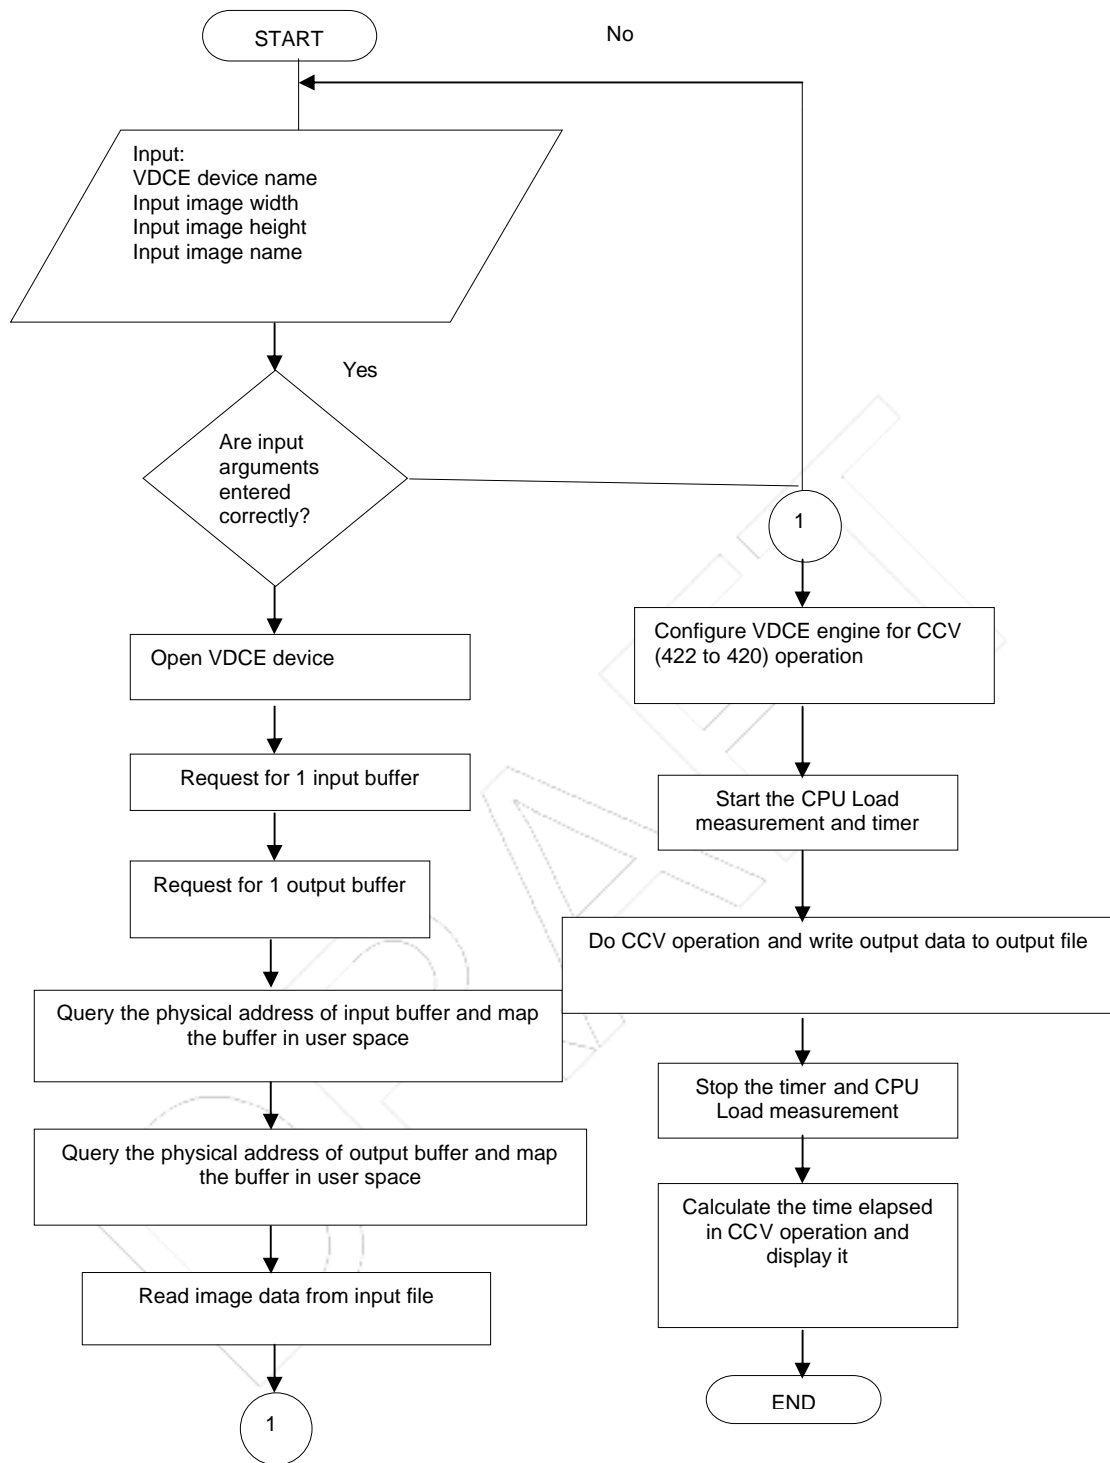 START
No
Input:
VDCE device name
Input image width
Input image height
Input image name
Yes
Are input
arguments
entered
correctly?
Open VDCE device
Request for 1 input buffer
Request for 1 output buffer
Query the physical address of input buffer and map
the buffer in user space
Query the physical address of output buffer and map
the buffer in user space
Read image data from input file
1
1
Configure VDCE engine for CCV
(422 to 420) operation
Start the CPU Load
measurement and timer
Do CCV operation and write output data to output file
Stop the timer and CPU
Load measurement
Calculate the time elapsed
in CCV operation and
display it
END
DRAFT